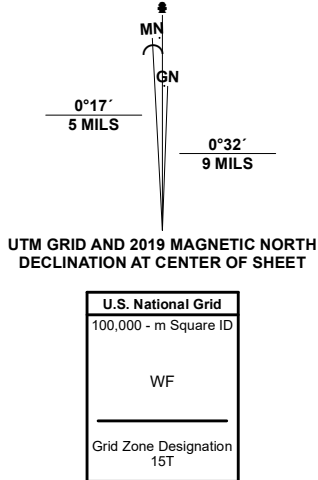 MN
GN
0°17´
5 MILS
0°32´
9 MILS
UTM GRID AND 2019 MAGNETIC NORTH
DECLINATION AT CENTER OF SHEET
U.S. National Grid
100,000 - m Square ID
WF
Grid Zone Designation
15T